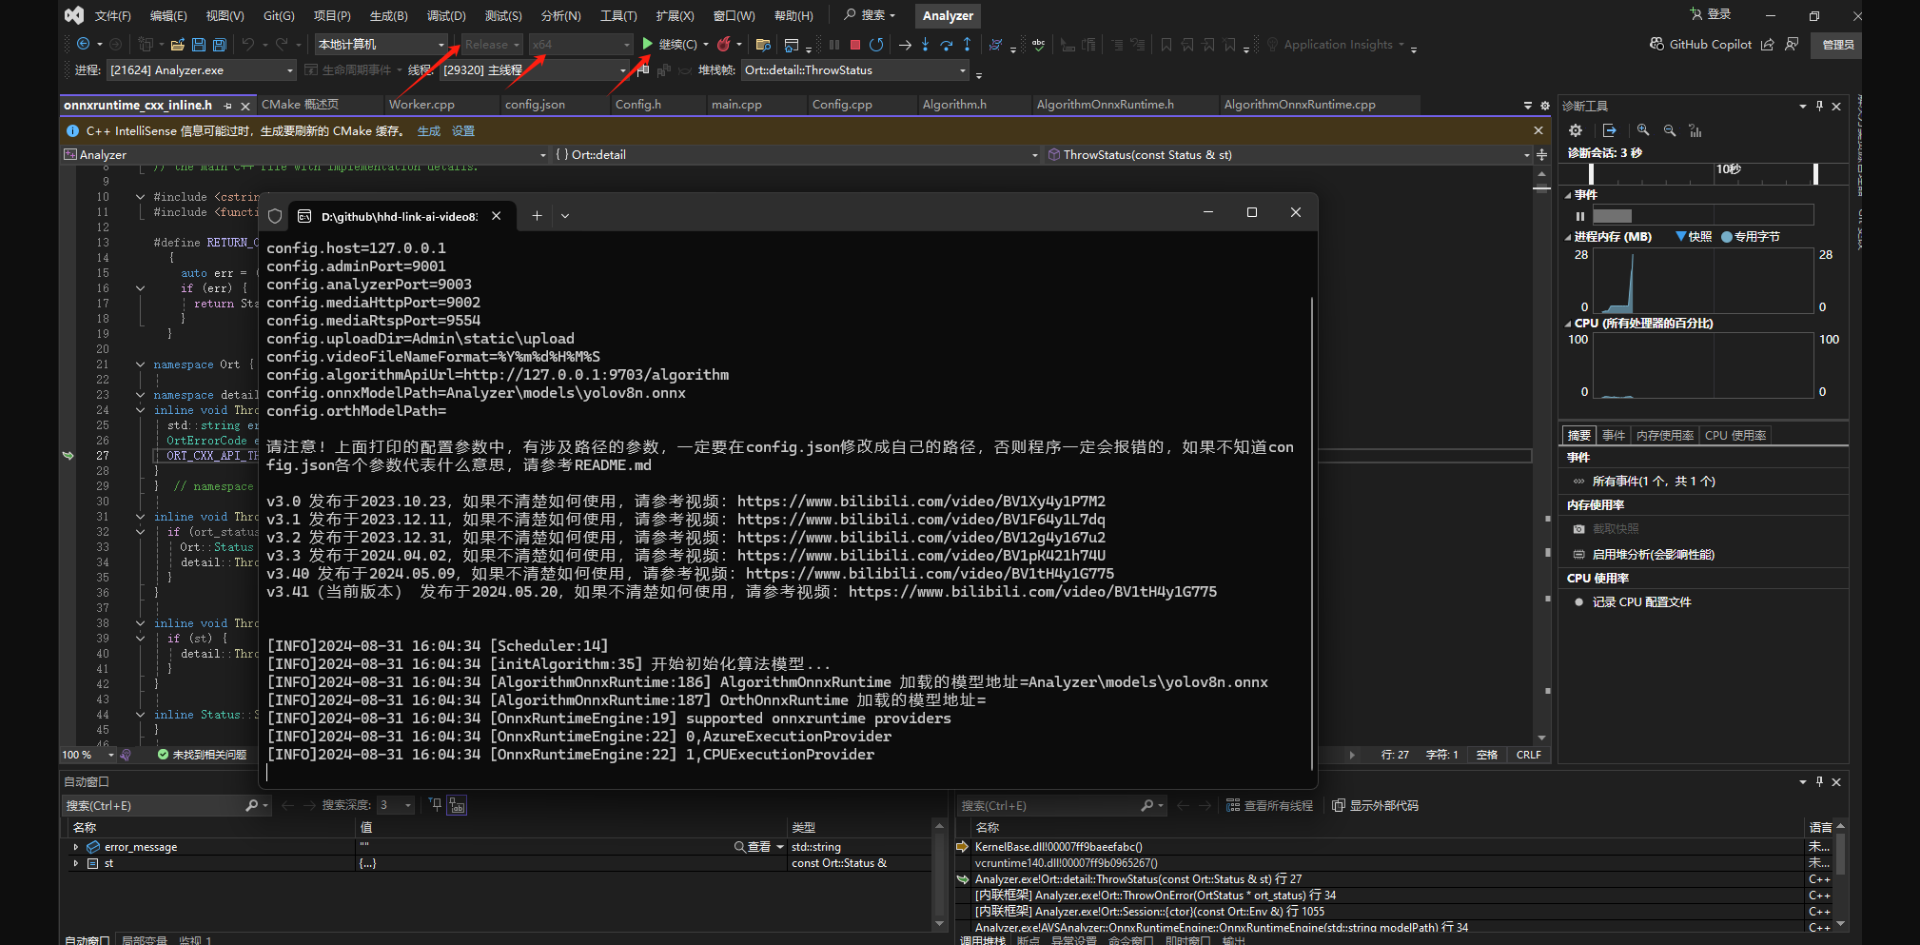 文件(F) 编辑(E) 视图(V) Git(G) 项目(P) 生成(B) 调试(D) 测试(S) 分析(N) 工具(T) 扩展(X) 窗口(W) 帮助(H) 搜索 Analyzer 登录
本地计算机 Release x64 继续(C) Application Insights GitHub Copilot 管理员
进程: [21624] Analyzer.exe 生命周期事件 线程: [29320] 主线程 堆栈帧: Ort::detail::ThrowStatus
onnxruntime_cxx_inline.h CMake 概述页 Worker.cpp config.json Config.h main.cpp Config.cpp Algorithm.h AlgorithmOnnxRuntime.h AlgorithmOnnxRuntime.cpp
C++ IntelliSense 信息可能过时，生成要刷新的 CMake 缓存。 生成 设置
Analyzer { } Ort::detail ThrowStatus(const Status & st)
8 // the main C++ file with implementation details.
9
10 #include <cstrin
11 #include <functi
12
13 #define RETURN_C
14 {
15 auto err = (
16 if (err) {
17 return Sta
18 }
19 }
20
21 namespace Ort {
22
23 namespace detail
24 inline void Thro
25 std::string er
26 OrtErrorCode e
27 ORT_CXX_API_TH
28 }
29 } // namespace
30
31 inline void Thro
32 if (ort_status
33 Ort::Status
34 detail::Thro
35 }
36 }
37
38 inline void Thro
39 if (st) {
40 detail::Thro
41 }
42 }
43
44 inline Status::S
45 }
46
100 % 未找到相关问题 行: 27 字符: 1 空格 CRLF
D:\github\hhd-link-ai-video8:
config.host=127.0.0.1
config.adminPort=9001
config.analyzerPort=9003
config.mediaHttpPort=9002
config.mediaRtspPort=9554
config.uploadDir=Admin\static\upload
config.videoFileNameFormat=%Y%m%d%H%M%S
config.algorithmApiUrl=http://127.0.0.1:9703/algorithm
config.onnxModelPath=Analyzer\models\yolov8n.onnx
config.orthModelPath=
请注意！上面打印的配置参数中，有涉及路径的参数，一定要在config.json修改成自己的路径，否则程序一定会报错的，如果不知道con
fig.json各个参数代表什么意思，请参考README.md
v3.0 发布于2023.10.23，如果不清楚如何使用，请参考视频：https://www.bilibili.com/video/BV1Xy4y1P7M2
v3.1 发布于2023.12.11，如果不清楚如何使用，请参考视频：https://www.bilibili.com/video/BV1F64y1L7dq
v3.2 发布于2023.12.31，如果不清楚如何使用，请参考视频：https://www.bilibili.com/video/BV12g4y167u2
v3.3 发布于2024.04.02，如果不清楚如何使用，请参考视频：https://www.bilibili.com/video/BV1pK421h74U
v3.40 发布于2024.05.09，如果不清楚如何使用，请参考视频：https://www.bilibili.com/video/BV1tH4y1G775
v3.41（当前版本） 发布于2024.05.20，如果不清楚如何使用，请参考视频：https://www.bilibili.com/video/BV1tH4y1G775
[INFO]2024-08-31 16:04:34 [Scheduler:14]
[INFO]2024-08-31 16:04:34 [initAlgorithm:35] 开始初始化算法模型...
[INFO]2024-08-31 16:04:34 [AlgorithmOnnxRuntime:186] AlgorithmOnnxRuntime 加载的模型地址=Analyzer\models\yolov8n.onnx
[INFO]2024-08-31 16:04:34 [AlgorithmOnnxRuntime:187] OrthOnnxRuntime 加载的模型地址=
[INFO]2024-08-31 16:04:34 [OnnxRuntimeEngine:19] supported onnxruntime providers
[INFO]2024-08-31 16:04:34 [OnnxRuntimeEngine:22] 0,AzureExecutionProvider
[INFO]2024-08-31 16:04:34 [OnnxRuntimeEngine:22] 1,CPUExecutionProvider
诊断工具
诊断会话: 3 秒
10秒
事件
进程内存 (MB) 快照 专用字节
28 28
0 0
CPU (所有处理器的百分比)
100 100
0 0
摘要 事件 内存使用率 CPU 使用率
事件
所有事件(1 个，共 1 个)
内存使用率
截取快照
启用堆分析(会影响性能)
CPU 使用率
记录 CPU 配置文件
自动窗口
搜索(Ctrl+E) 搜索深度: 3
名称 值 类型
error_message "" 查看 std::string
st {...} const Ort::Status &
自动窗口 局部变量 监视 1
搜索(Ctrl+E) 查看所有线程 显示外部代码
名称 语言
KernelBase.dll!00007ff9baeefabc() 未...
vcruntime140.dll!00007ff9b0965267() 未...
Analyzer.exe!Ort::detail::ThrowStatus(const Ort::Status & st) 行 27 C++
[内联框架] Analyzer.exe!Ort::ThrowOnError(OrtStatus * ort_status) 行 34 C++
[内联框架] Analyzer.exe!Ort::Session::{ctor}(const Ort::Env &) 行 1055 C++
Analyzer.exe!AVSAnalyzer::OnnxRuntimeEngine::OnnxRuntimeEngine(std::string modelPath) 行 34 C++
调用堆栈 断点 异常设置 命令窗口 即时窗口 输出